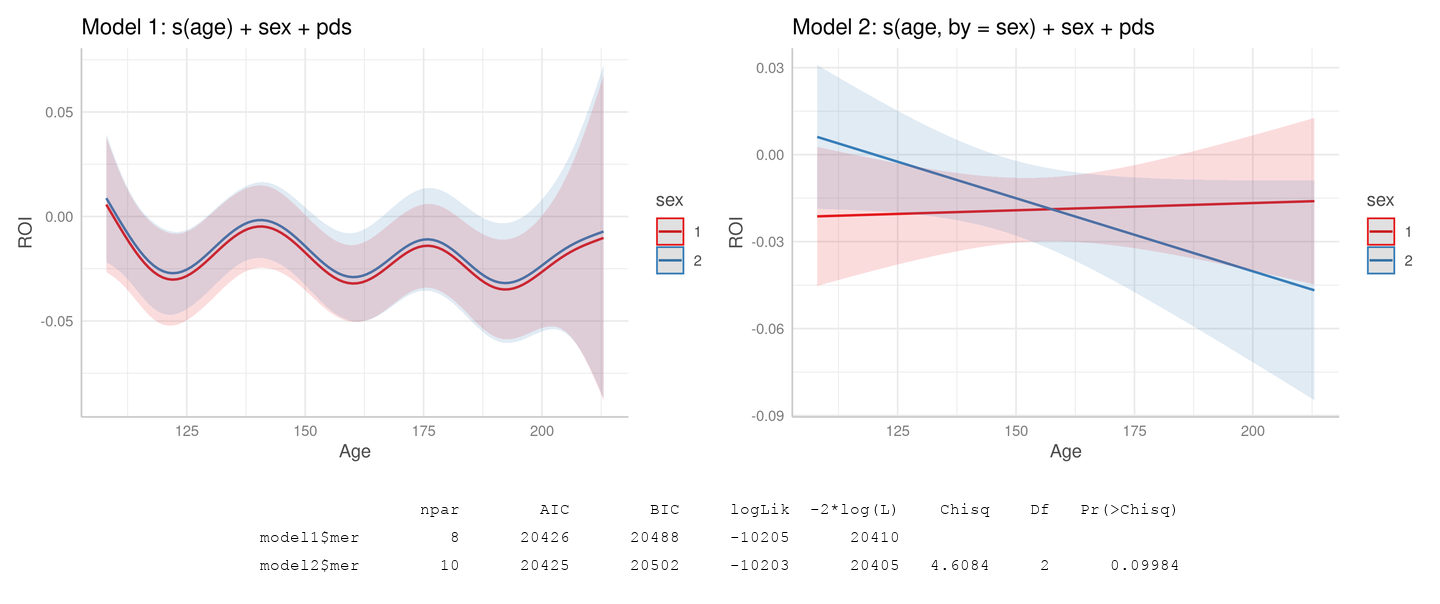 Model 1: s(age) + sex + pds
0.05
0.00
-0.05
ROI
125 150 175 200
Age
sex
1
2
Model 2: s(age, by = sex) + sex + pds
0.03
0.00
-0.03
-0.06
-0.09
ROI
125 150 175 200
Age
sex
1
2
npar AIC BIC logLik -2*log(L) Chisq Df Pr(>Chisq)
model1$mer 8 20426 20488 -10205 20410
model2$mer 10 20425 20502 -10203 20405 4.6084 2 0.09984